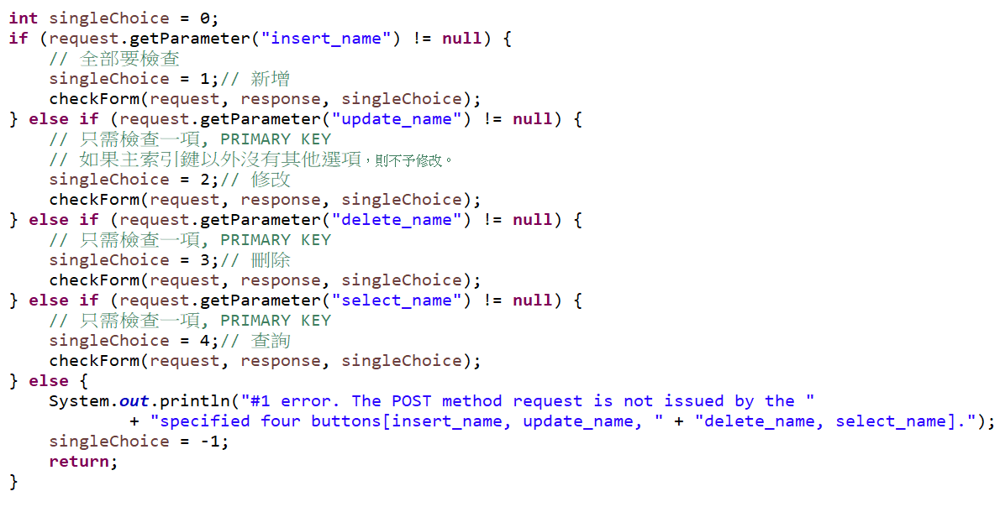 int singleChoice = 0;
if (request.getParameter("insert_name") != null) {
    // 全部要檢查
    singleChoice = 1;// 新增
    checkForm(request, response, singleChoice);
} else if (request.getParameter("update_name") != null) {
    // 只需檢查一項, PRIMARY KEY
    // 如果主索引鍵以外沒有其他選項，則不予修改。
    singleChoice = 2;// 修改
    checkForm(request, response, singleChoice);
} else if (request.getParameter("delete_name") != null) {
    // 只需檢查一項, PRIMARY KEY
    singleChoice = 3;// 刪除
    checkForm(request, response, singleChoice);
} else if (request.getParameter("select_name") != null) {
    // 只需檢查一項, PRIMARY KEY
    singleChoice = 4;// 查詢
    checkForm(request, response, singleChoice);
} else {
    System.out.println("#1 error. The POST method request is not issued by the "
            + "specified four buttons[insert_name, update_name, " + "delete_name, select_name].");
    singleChoice = -1;
    return;
}